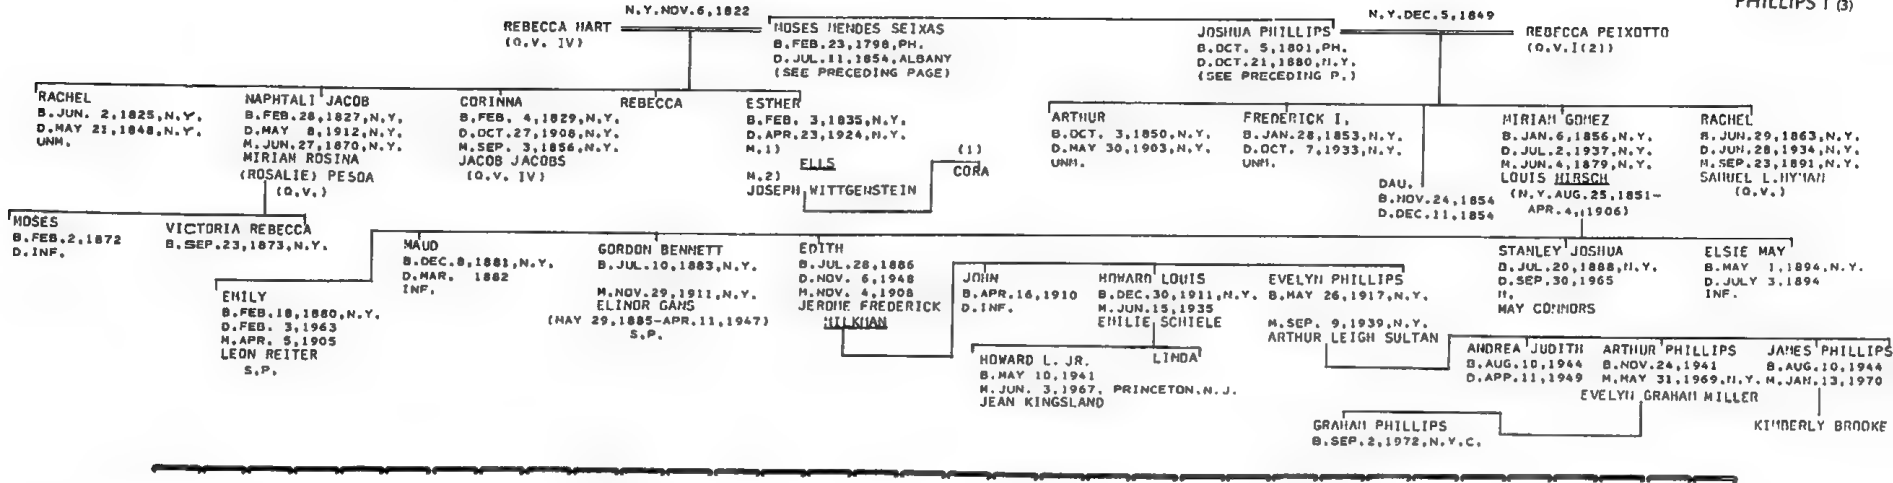 PHILLIPS I (3)
N.Y.NOV.6,1822
REBECCA HART
(Q.V. IV)
MOSES MENDES SEIXAS
B.FEB.23,1798,PH.
D.JUL.11,1854,ALBANY
(SEE PRECEDING PAGE)
N.Y.DEC.5,1849
JOSHUA PHILLIPS
B.OCT. 5,1801,PH.
D.OCT.21,1880,N.Y.
(SEE PRECEDING P.)
REBECCA PEIXOTTO
(Q.V.I(2))
RACHEL
B.JUN. 2,1825,N.Y.
D.MAY 21,1848,N.Y.
UNM.
NAPHTALI JACOB
B.FEB.28,1827,N.Y.
D.MAY 8,1912,N.Y.
M.JUN.27,1870,N.Y.
MIRIAM ROSINA
(ROSALIE) PESOA
(Q.V.)
CORINNA
B.FEB. 4,1829,N.Y.
D.OCT.27,1908,N.Y.
M.SEP. 3,1856,N.Y.
JACOB JACOBS
(Q.V. IV)
REBECCA
ESTHER
B.FEB. 3,1835,N.Y.
D.APR.23,1924,N.Y.
M.1)
ELLS
M.2)
JOSEPH WITTGENSTEIN
(1)
CORA
ARTHUR
B.OCT. 3,1850,N.Y.
D.MAY 30,1903,N.Y.
UNM.
FREDERICK I.
B.JAN.28,1853,N.Y.
D.OCT. 7,1933,N.Y.
UNM.
DAU.
B.NOV.24,1854
D.DEC.11,1854
MIRIAM GOMEZ
B.JAN.6,1856,N.Y.
D.JUL.2,1937,N.Y.
M.JUN.4,1879,N.Y.
LOUIS HIRSCH
(N.Y.AUG.25,1851-
APR.4,1906)
RACHEL
B.JUN.29,1863,N.Y.
D.JUN.28,1934,N.Y.
M.SEP.23,1891,N.Y.
SAMUEL L.HYMAN
(Q.V.)
MOSES
B.FEB.2,1872
D.INF.
VICTORIA REBECCA
B.SEP.23,1873,N.Y.
EMILY
B.FEB.18,1880,N.Y.
D.FEB. 3,1963
M.APR. 5,1905
LEON REITER
S.P.
MAUD
B.DEC.8,1881,N.Y.
D.MAR. 1882
INF.
GORDON BENNETT
B.JUL.10,1883,N.Y.
M.NOV.29,1911,N.Y.
ELINOR GANS
(MAY 29,1885-APR.11,1947)
S.P.
EDITH
B.JUL.28,1886
D.NOV. 6,1948
M.NOV. 4,1908
JEROME FREDERICK
MILKMAN
STANLEY JOSHUA
B.JUL.20,1888,N.Y.
D.SEP.30,1965
M.
MAY CONNORS
ELSIE MAY
B.MAY 1,1894,N.Y.
D.JULY 3,1894
INF.
JOHN
B.APR.16,1910
D.INF.
HOWARD LOUIS
B.DEC.30,1911,N.Y.
M.JUN.15,1935
EMILIE SCHIELE
EVELYN PHILLIPS
B.MAY 26,1917,N.Y.
M.SEP. 9,1939,N.Y.
ARTHUR LEIGH SULTAN
HOWARD L. JR.
B.MAY 10,1941
M.JUN. 3,1967, PRINCETON,N.J.
JEAN KINGSLAND
LINDA
ANDREA JUDITH
B.AUG.10,1944
D.APP.11,1949
ARTHUR PHILLIPS
B.NOV.24,1941
M.MAY 31,1969,N.Y.
EVELYN GRAHAM MILLER
JAMES PHILLIPS
B.AUG.10,1944
M.JAN.13,1970
GRAHAM PHILLIPS
B.SEP.2,1972,N.Y.C.
KIMBERLY BROOKE